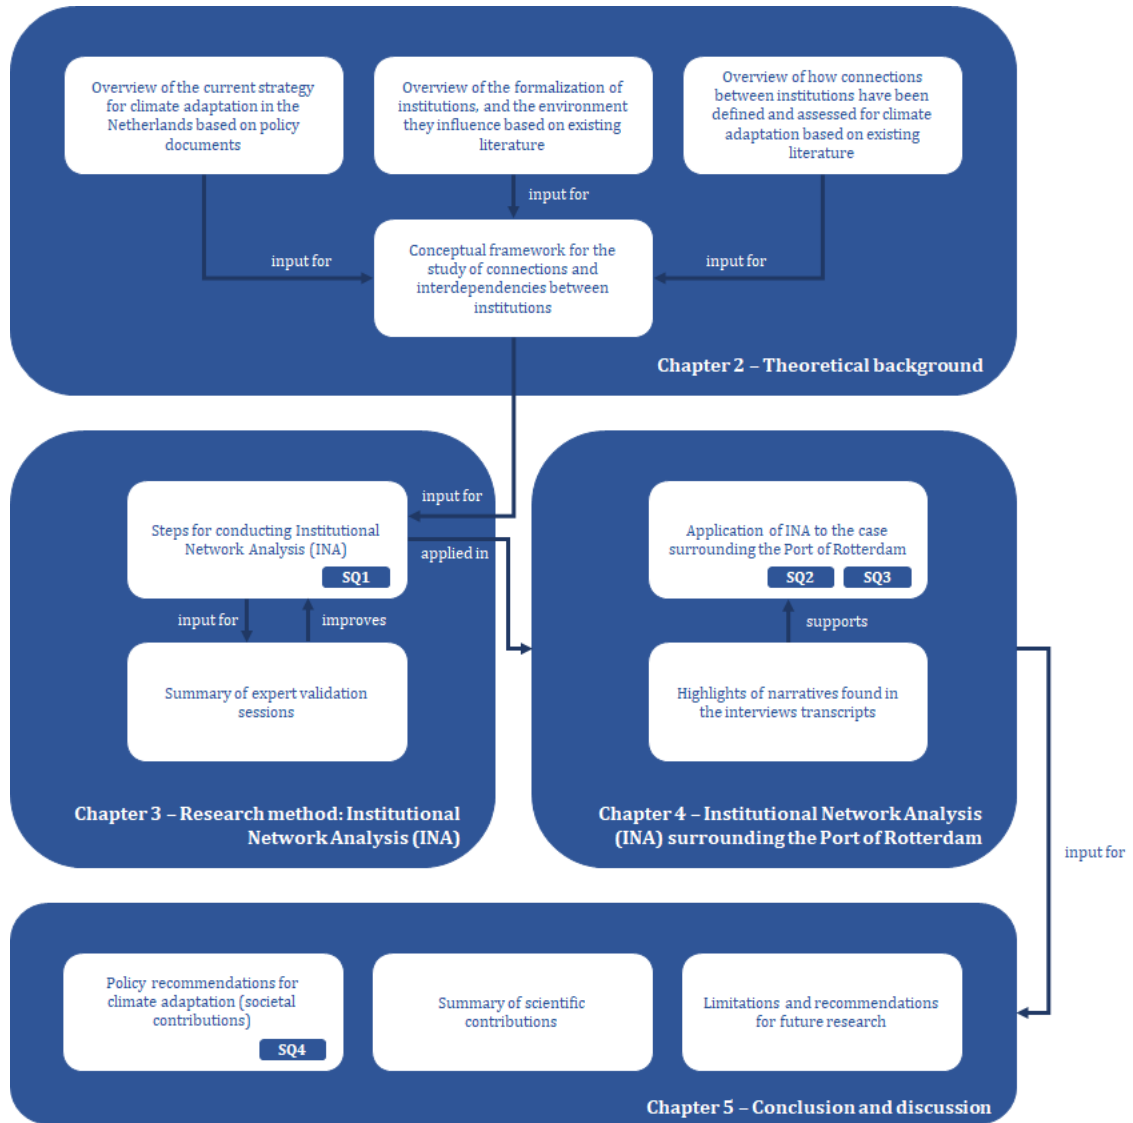 Overview of the current strategy
for climate adaptation in the
Netherlands based on policy
documents
Overview of the formalization of
institutions, and the environment
they influence based on existing
literature
Overview of how connections
between institutions have been
defined and assessed for climate
adaptation based on existing
literature
input for
input for
input for
Conceptual framework for the
study of connections and
interdependencies between
institutions
Chapter 2 – Theoretical background
Steps for conducting Institutional
Network Analysis (INA)
SQ1
input for
applied in
input for
improves
Summary of expert validation
sessions
Chapter 3 – Research method: Institutional
Network Analysis (INA)
Application of INA to the case
surrounding the Port of Rotterdam
SQ2
SQ3
supports
Highlights of narratives found in
the interviews transcripts
Chapter 4 – Institutional Network Analysis
(INA) surrounding the Port of Rotterdam
input for
Policy recommendations for
climate adaptation (societal
contributions)
SQ4
Summary of scientific
contributions
Limitations and recommendations
for future research
Chapter 5 – Conclusion and discussion